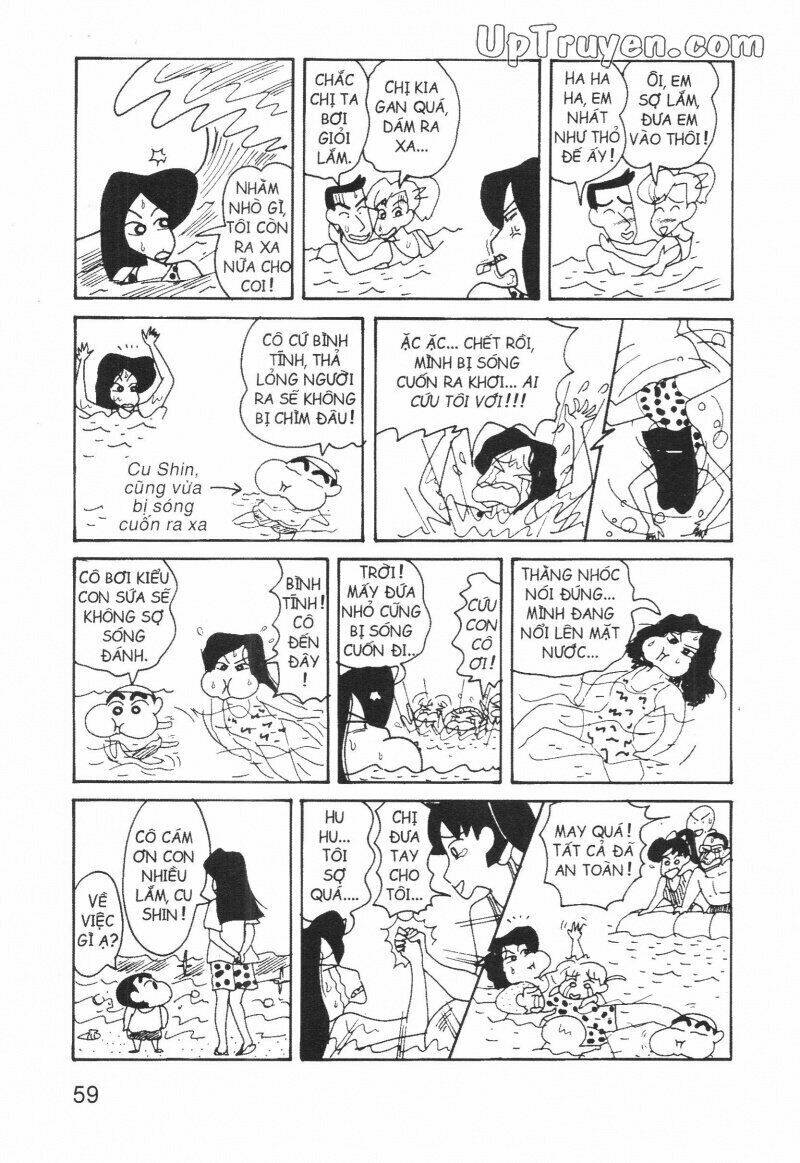 UpTruyen.com
ÔI, EM
SỢ LẮM,
ĐƯA EM
VÀO THÔI!
HA HA
HA, EM
NHÁT
NHƯ THỎ
ĐẾ ẤY!
CHỊ KIA
GAN QUÁ,
DÁM RA
XA...
CHẮC
CHỊ TA
BƠI
GIỎI
LẮM.
NHẰM
NHÒ GÌ,
TÔI CÒN
RA XA
NỮA CHO
COI!
ẶC ẶC... CHẾT RỒI,
MÌNH BỊ SÓNG
CUỐN RA KHƠI... AI
CỨU TÔI VỚI!!!
CÔ CỨ BÌNH
TĨNH, THẢ
LỎNG NGƯỜI
RA SẼ KHÔNG
BỊ CHÌM ĐÂU!
Cu Shin,
cũng vừa
bị sóng
cuốn ra xa
THẰNG NHÓC
NÓI ĐÚNG...
MÌNH ĐANG
NỔI LÊN MẶT
NƯỚC...
CỨU
CON
CÔ
ƠI!
TRỜI!
MẤY ĐỨA
NHỎ CŨNG
BỊ SÓNG
CUỐN ĐI...
BÌNH
TĨNH!
CÔ
ĐẾN
ĐÂY
!
CÔ BƠI KIỂU
CON SỨA SẼ
KHÔNG SỢ
SÓNG
ĐÁNH.
MAY QUÁ!
TẤT CẢ ĐÃ
AN TOÀN!
CHỊ
ĐƯA
TAY
CHO
TÔI...
HU
HU...
TÔI
SỢ
QUÁ....
CÔ CÁM
ƠN CON
NHIỀU
LẮM, CU
SHIN!
VỀ
VIỆC
GÌ Ạ?
59